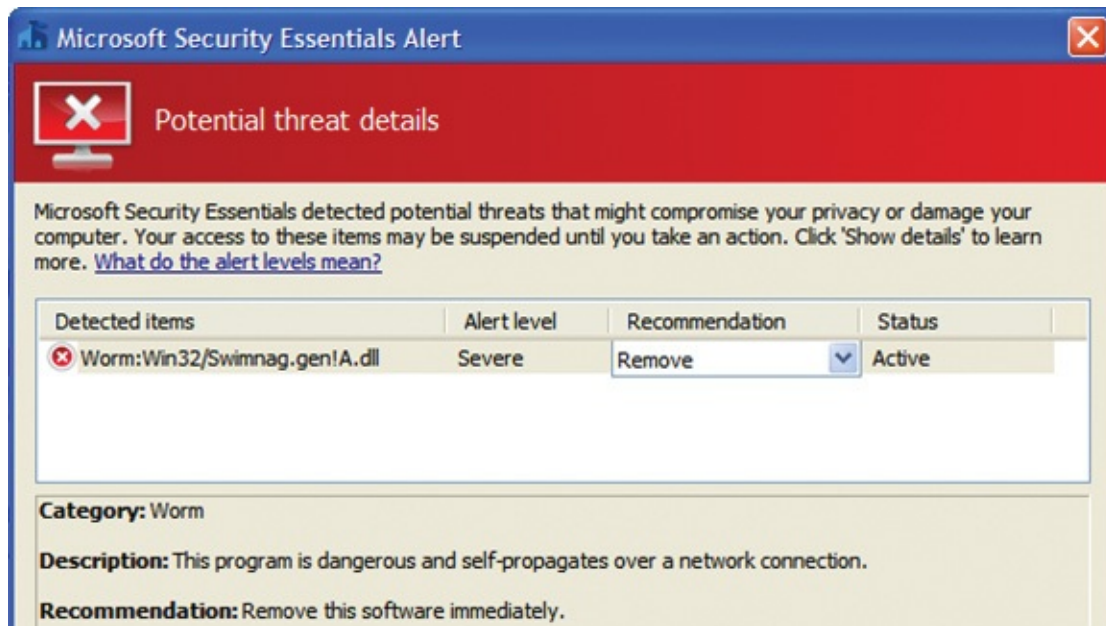 Microsoft Security Essentials Alert
Potential threat details
Microsoft Security Essentials detected potential threats that might compromise your privacy or damage your
computer. Your access to these items may be suspended until you take an action. Click 'Show details' to learn
more. What do the alert levels mean?
Detected items Alert level Recommendation Status
Worm:Win32/Swimnag.gen!A.dll Severe Remove Active
Category: Worm
Description: This program is dangerous and self-propagates over a network connection.
Recommendation: Remove this software immediately.